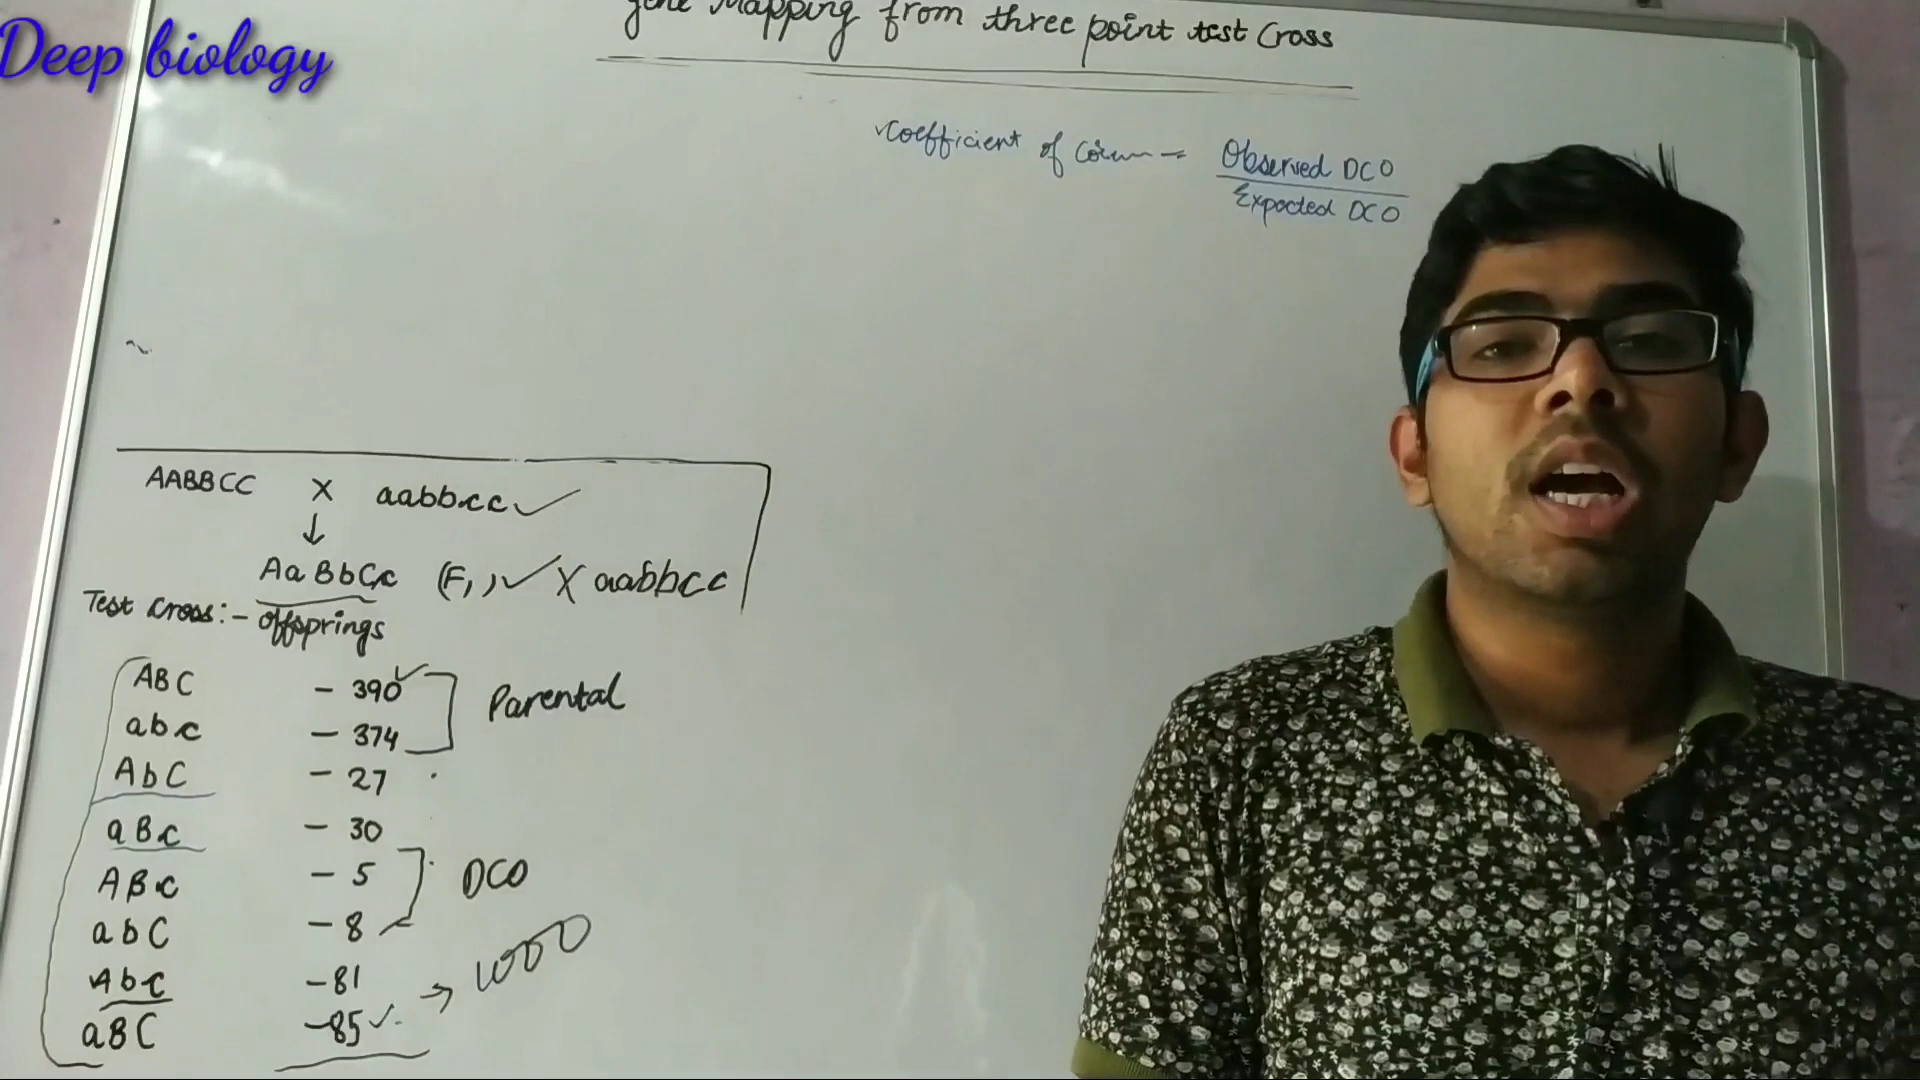 Deep biology
gene Mapping from three point test Cross
Coefficient of = Observed DCO
Expected DCO
AABBCC X aabbcc
↓
AaBbCc (F1) X aabbcc
Test Cross:- offsprings
ABC - 390
abc - 374
Parental
AbC - 27
aBc - 30
ABc - 5
DCO
abC - 8
Abc - 81
→ 1000
aBC - 85